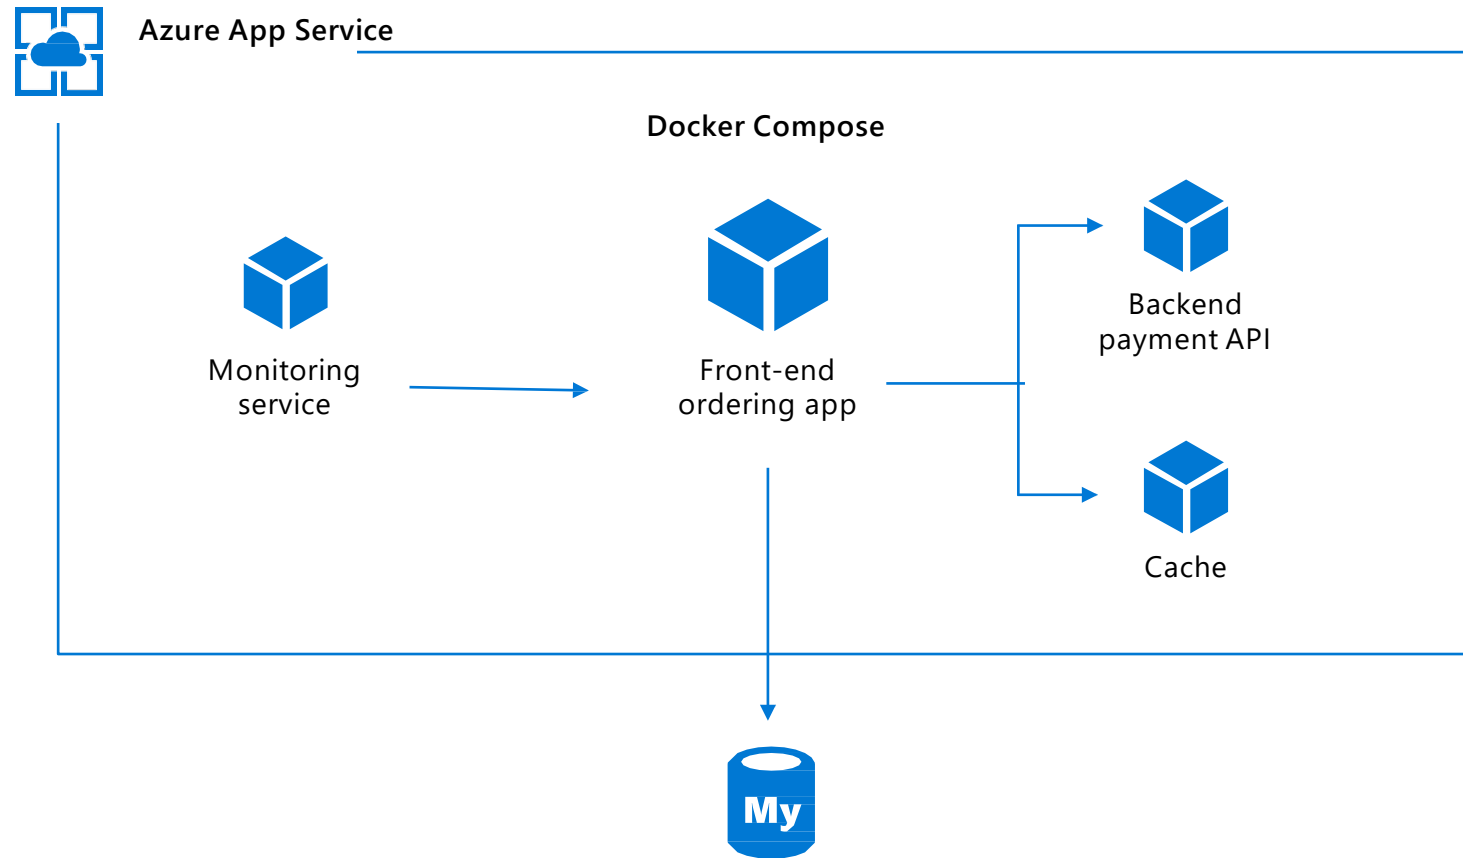 Azure App Service
Docker Compose
Monitoring
service
Front-end
ordering app
Backend
payment API
Cache
My